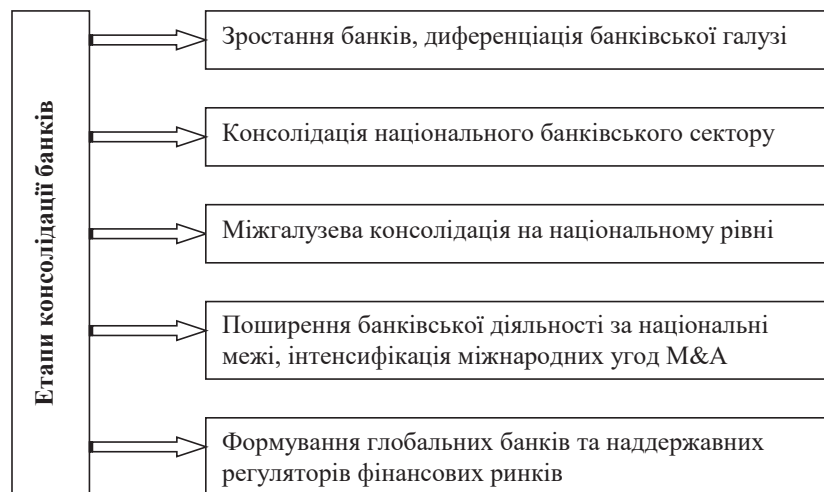 Етапи консолідації банків
Зростання банків, диференціація банківської галузі
Консолідація національного банківського сектору
Міжгалузева консолідація на національному рівні
Поширення банківської діяльності за національні
межі, інтенсифікація міжнародних угод M&A
Формування глобальних банків та наддержавних
регуляторів фінансових ринків